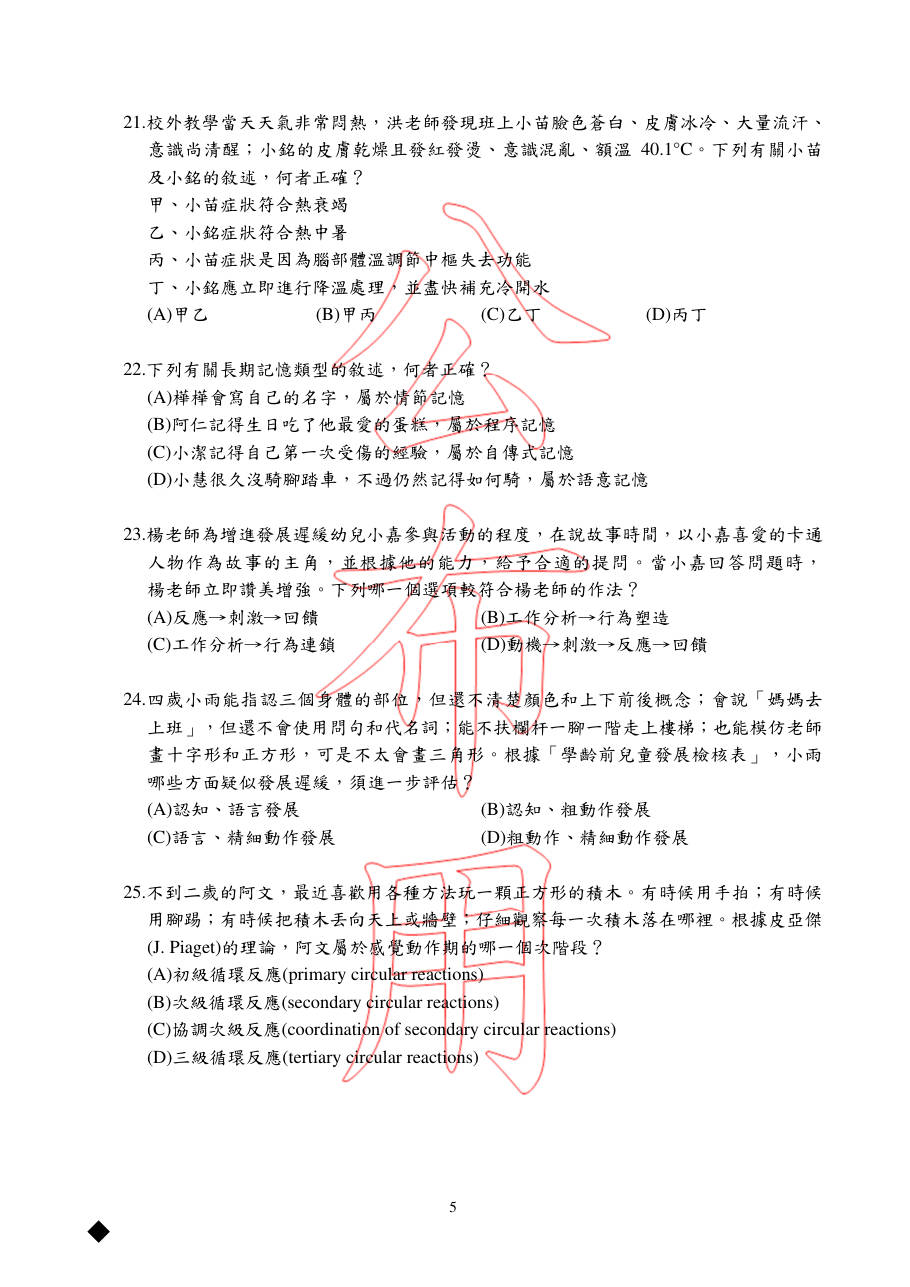 21.校外教學當天天氣非常悶熱，洪老師發現班上小苗臉色蒼白、皮膚冰冷、大量流汗、
意識尚清醒；小銘的皮膚乾燥且發紅發燙、意識混亂、額溫 40.1°C。下列有關小苗
及小銘的敘述，何者正確？
甲、小苗症狀符合熱衰竭
乙、小銘症狀符合熱中暑
丙、小苗症狀是因為腦部體溫調節中樞失去功能
丁、小銘應立即進行降溫處理，並盡快補充冷開水
(A)甲乙 (B)甲丙 (C)乙丁 (D)丙丁
22.下列有關長期記憶類型的敘述，何者正確？
(A)樺樺會寫自己的名字，屬於情節記憶
(B)阿仁記得生日吃了他最愛的蛋糕，屬於程序記憶
(C)小潔記得自己第一次受傷的經驗，屬於自傳式記憶
(D)小慧很久沒騎腳踏車，不過仍然記得如何騎，屬於語意記憶
23.楊老師為增進發展遲緩幼兒小嘉參與活動的程度，在說故事時間，以小嘉喜愛的卡通
人物作為故事的主角，並根據他的能力，給予合適的提問。當小嘉回答問題時，
楊老師立即讚美增強。下列哪一個選項較符合楊老師的作法？
(A)反應→刺激→回饋 (B)工作分析→行為塑造
(C)工作分析→行為連鎖 (D)動機→刺激→反應→回饋
24.四歲小雨能指認三個身體的部位，但還不清楚顏色和上下前後概念；會說「媽媽去
上班」，但還不會使用問句和代名詞；能不扶欄杆一腳一階走上樓梯；也能模仿老師
畫十字形和正方形，可是不太會畫三角形。根據「學齡前兒童發展檢核表」，小雨
哪些方面疑似發展遲緩，須進一步評估？
(A)認知、語言發展 (B)認知、粗動作發展
(C)語言、精細動作發展 (D)粗動作、精細動作發展
25.不到二歲的阿文，最近喜歡用各種方法玩一顆正方形的積木。有時候用手拍；有時候
用腳踢；有時候把積木丟向天上或牆壁；仔細觀察每一次積木落在哪裡。根據皮亞傑
(J. Piaget)的理論，阿文屬於感覺動作期的哪一個次階段？
(A)初級循環反應(primary circular reactions)
(B)次級循環反應(secondary circular reactions)
(C)協調次級反應(coordination of secondary circular reactions)
(D)三級循環反應(tertiary circular reactions)
公布用
5